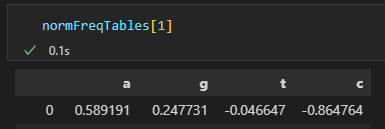 normFreqTables[1]
✓ 0.1s
a g t c
0 0.589191 0.247731 -0.046647 -0.864764